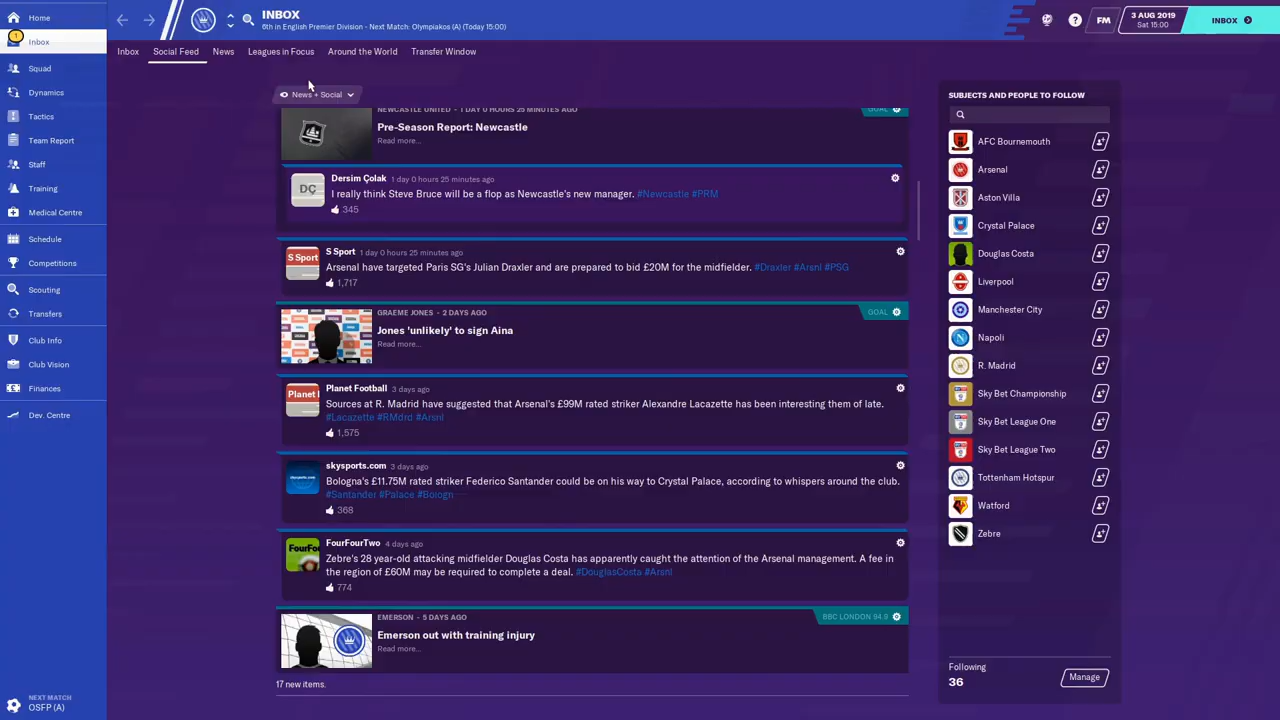 Home
INBOX
6th in English Premier Division - Next Match: Olympiakos (A) (Today 15:00)
FM
3 AUG 2019
Sat 15:00
INBOX
1
Inbox
Squad
Dynamics
Tactics
Team Report
Staff
Training
Medical Centre
Schedule
Competitions
Scouting
Transfers
Club Info
Club Vision
Finances
Dev. Centre
NEXT MATCH
OSFP (A)
Inbox
Social Feed
News
Leagues in Focus
Around the World
Transfer Window
News + Social
NEWCASTLE UNITED - 1 DAY 0 HOURS 25 MINUTES AGO
GOAL
Pre-Season Report: Newcastle
Read more...
DÇ
Dersim Çolak 1 day 0 hours 25 minutes ago
I really think Steve Bruce will be a flop as Newcastle's new manager. #Newcastle #PRM
345
S Sport
S Sport 1 day 0 hours 25 minutes ago
Arsenal have targeted Paris SG's Julian Draxler and are prepared to bid £20M for the midfielder. #Draxler #Arsnl #PSG
1,717
GRAEME JONES - 2 DAYS AGO
GOAL
Jones 'unlikely' to sign Aina
Read more...
Planet Football 3 days ago
Sources at R. Madrid have suggested that Arsenal's £99M rated striker Alexandre Lacazette has been interesting them of late.
#Lacazette #RMdrd #Arsnl
1,575
skysports.com
skysports.com 3 days ago
Bologna's £11.75M rated striker Federico Santander could be on his way to Crystal Palace, according to whispers around the club.
#Santander #Palace #Bologn
368
FourFourTwo 4 days ago
Zebre's 28 year-old attacking midfielder Douglas Costa has apparently caught the attention of the Arsenal management. A fee in
the region of £60M may be required to complete a deal. #DouglasCosta #Arsnl
774
EMERSON - 5 DAYS AGO
BBC LONDON 94.9
Emerson out with training injury
Read more...
17 new items.
SUBJECTS AND PEOPLE TO FOLLOW
AFC Bournemouth
Arsenal
Aston Villa
Crystal Palace
Douglas Costa
Liverpool
Manchester City
Napoli
R. Madrid
Sky Bet Championship
Sky Bet League One
Sky Bet League Two
Tottenham Hotspur
Watford
Zebre
Following
36
Manage